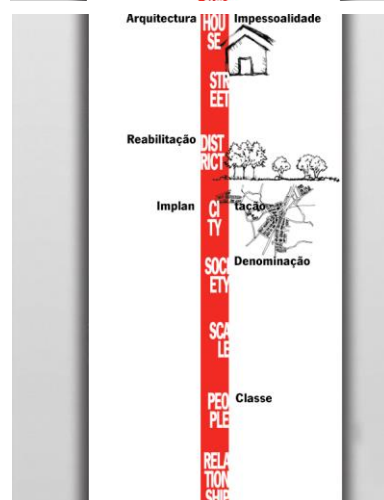 Arquitectura HOU Impessoalidade
SE
STR
EET
Reabilitação DIST
RICT
Implan CI tação
TY
SOCI Denominação
ETY
SCA
LE
PEO Classe
PLE
RELA
TION
SHIP